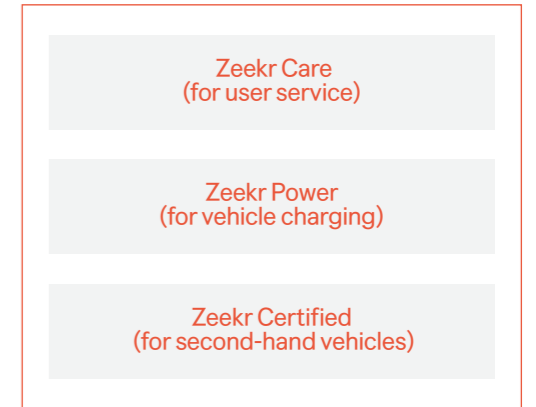 Zeekr Care
(for user service)
Zeekr Power
(for vehicle charging)
Zeekr Certified
(for second-hand vehicles)